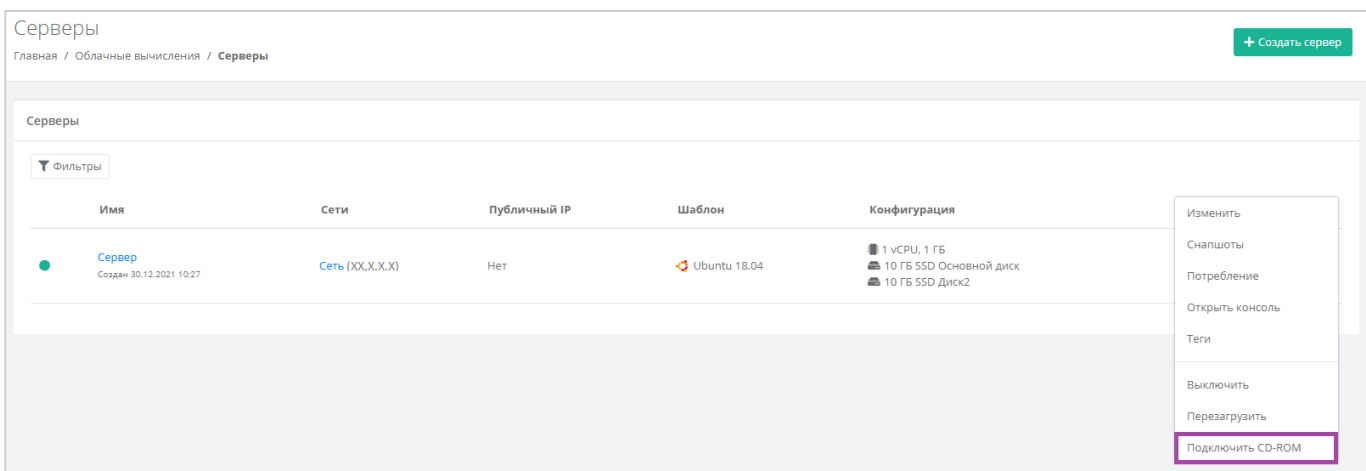 Серверы
Главная / Облачные вычисления / Серверы
+ Создать сервер
Серверы
Фильтры
Имя Сети Публичный IP Шаблон Конфигурация
Сервер
Создан 30.12.2021 10:27
Сеть (XX.X.X.X)
Нет
Ubuntu 18.04
1 vCPU, 1 ГБ
10 ГБ SSD Основной диск
10 ГБ SSD Диск2
Изменить
Снапшоты
Потребление
Открыть консоль
Теги
Выключить
Перезагрузить
Подключить CD-ROM